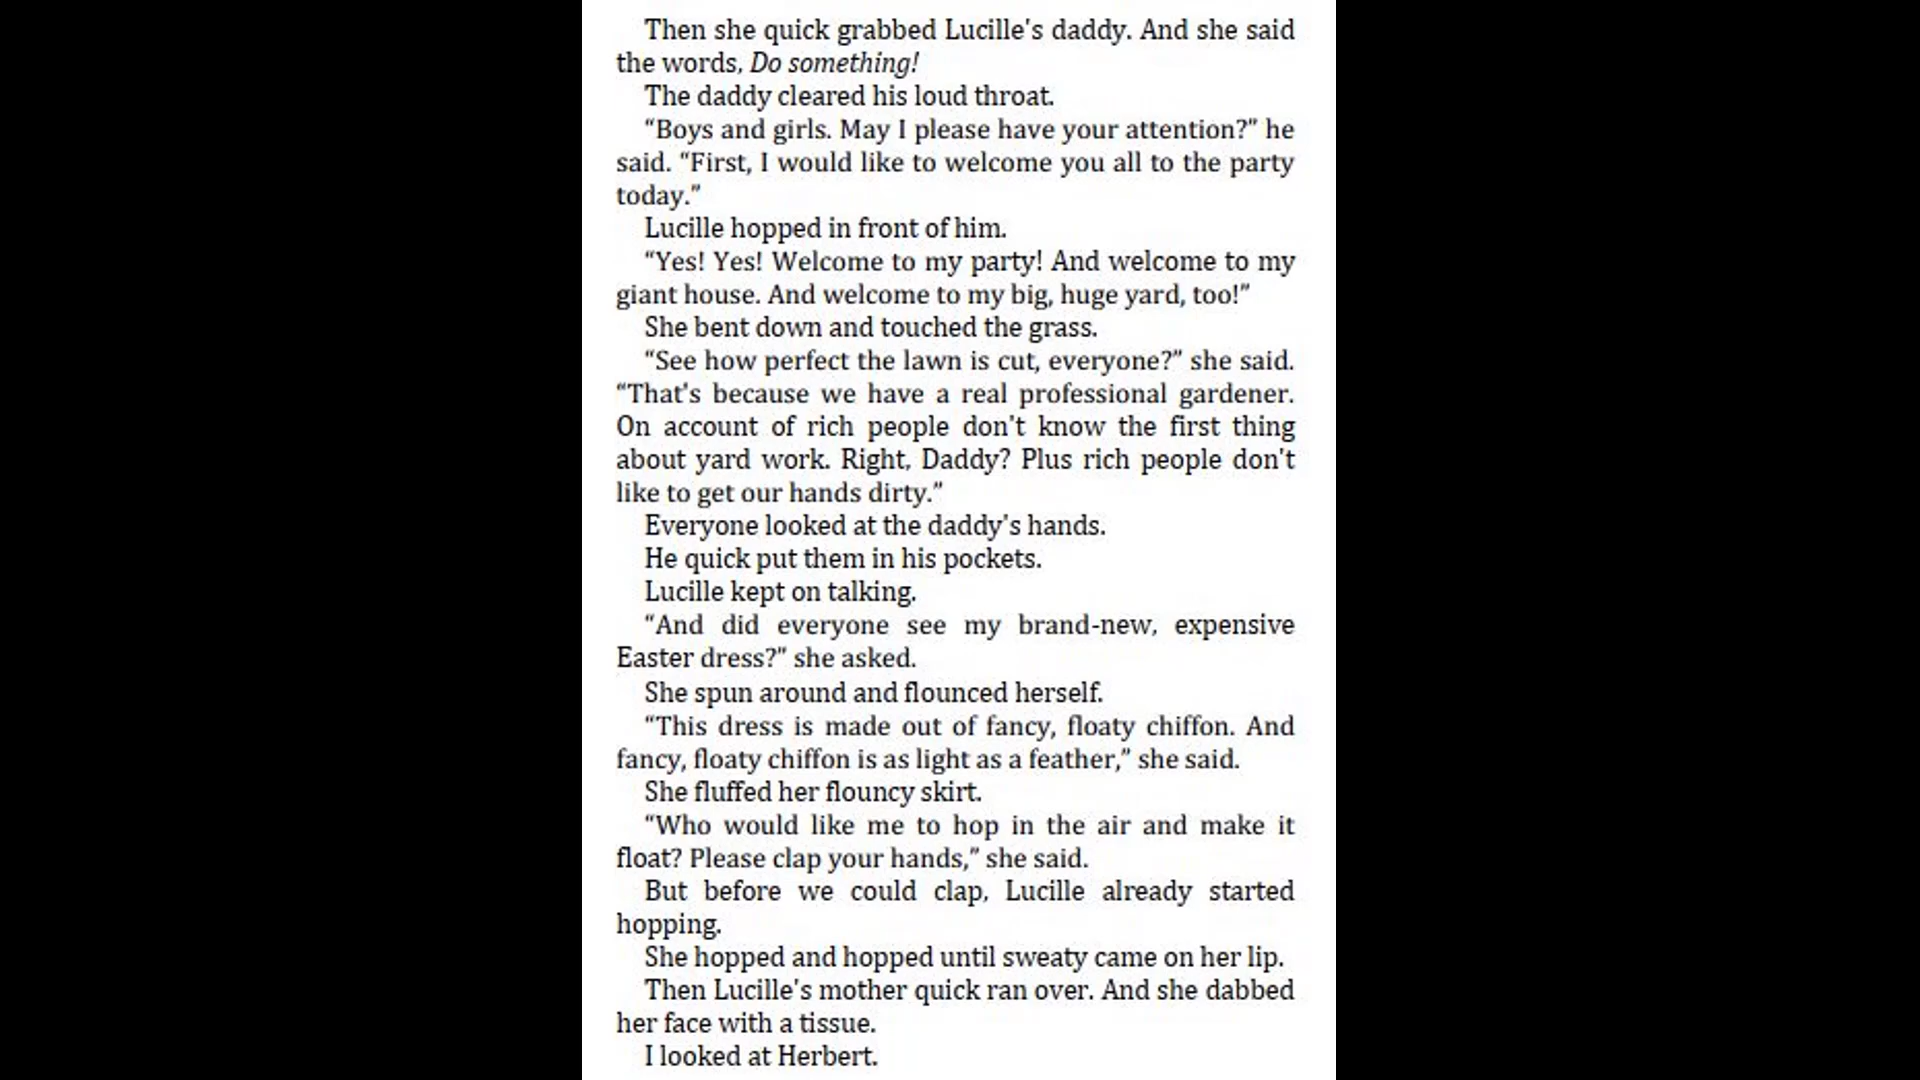 Then she quick grabbed Lucille's daddy. And she said
the words, Do something!
The daddy cleared his loud throat.
“Boys and girls. May I please have your attention?” he
said. “First, I would like to welcome you all to the party
today.”
Lucille hopped in front of him.
“Yes! Yes! Welcome to my party! And welcome to my
giant house. And welcome to my big, huge yard, too!”
She bent down and touched the grass.
“See how perfect the lawn is cut, everyone?” she said.
“That's because we have a real professional gardener.
On account of rich people don't know the first thing
about yard work. Right, Daddy? Plus rich people don't
like to get our hands dirty.”
Everyone looked at the daddy's hands.
He quick put them in his pockets.
Lucille kept on talking.
“And did everyone see my brand-new, expensive
Easter dress?” she asked.
She spun around and flounced herself.
“This dress is made out of fancy, floaty chiffon. And
fancy, floaty chiffon is as light as a feather,” she said.
She fluffed her flouncy skirt.
“Who would like me to hop in the air and make it
float? Please clap your hands,” she said.
But before we could clap, Lucille already started
hopping.
She hopped and hopped until sweaty came on her lip.
Then Lucille's mother quick ran over. And she dabbed
her face with a tissue.
I looked at Herbert.